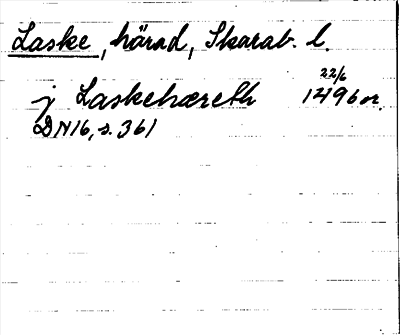 Laske, härad, Skarab. l.
22/6
j Laskehæreth 1496 or.
DN16, s. 361